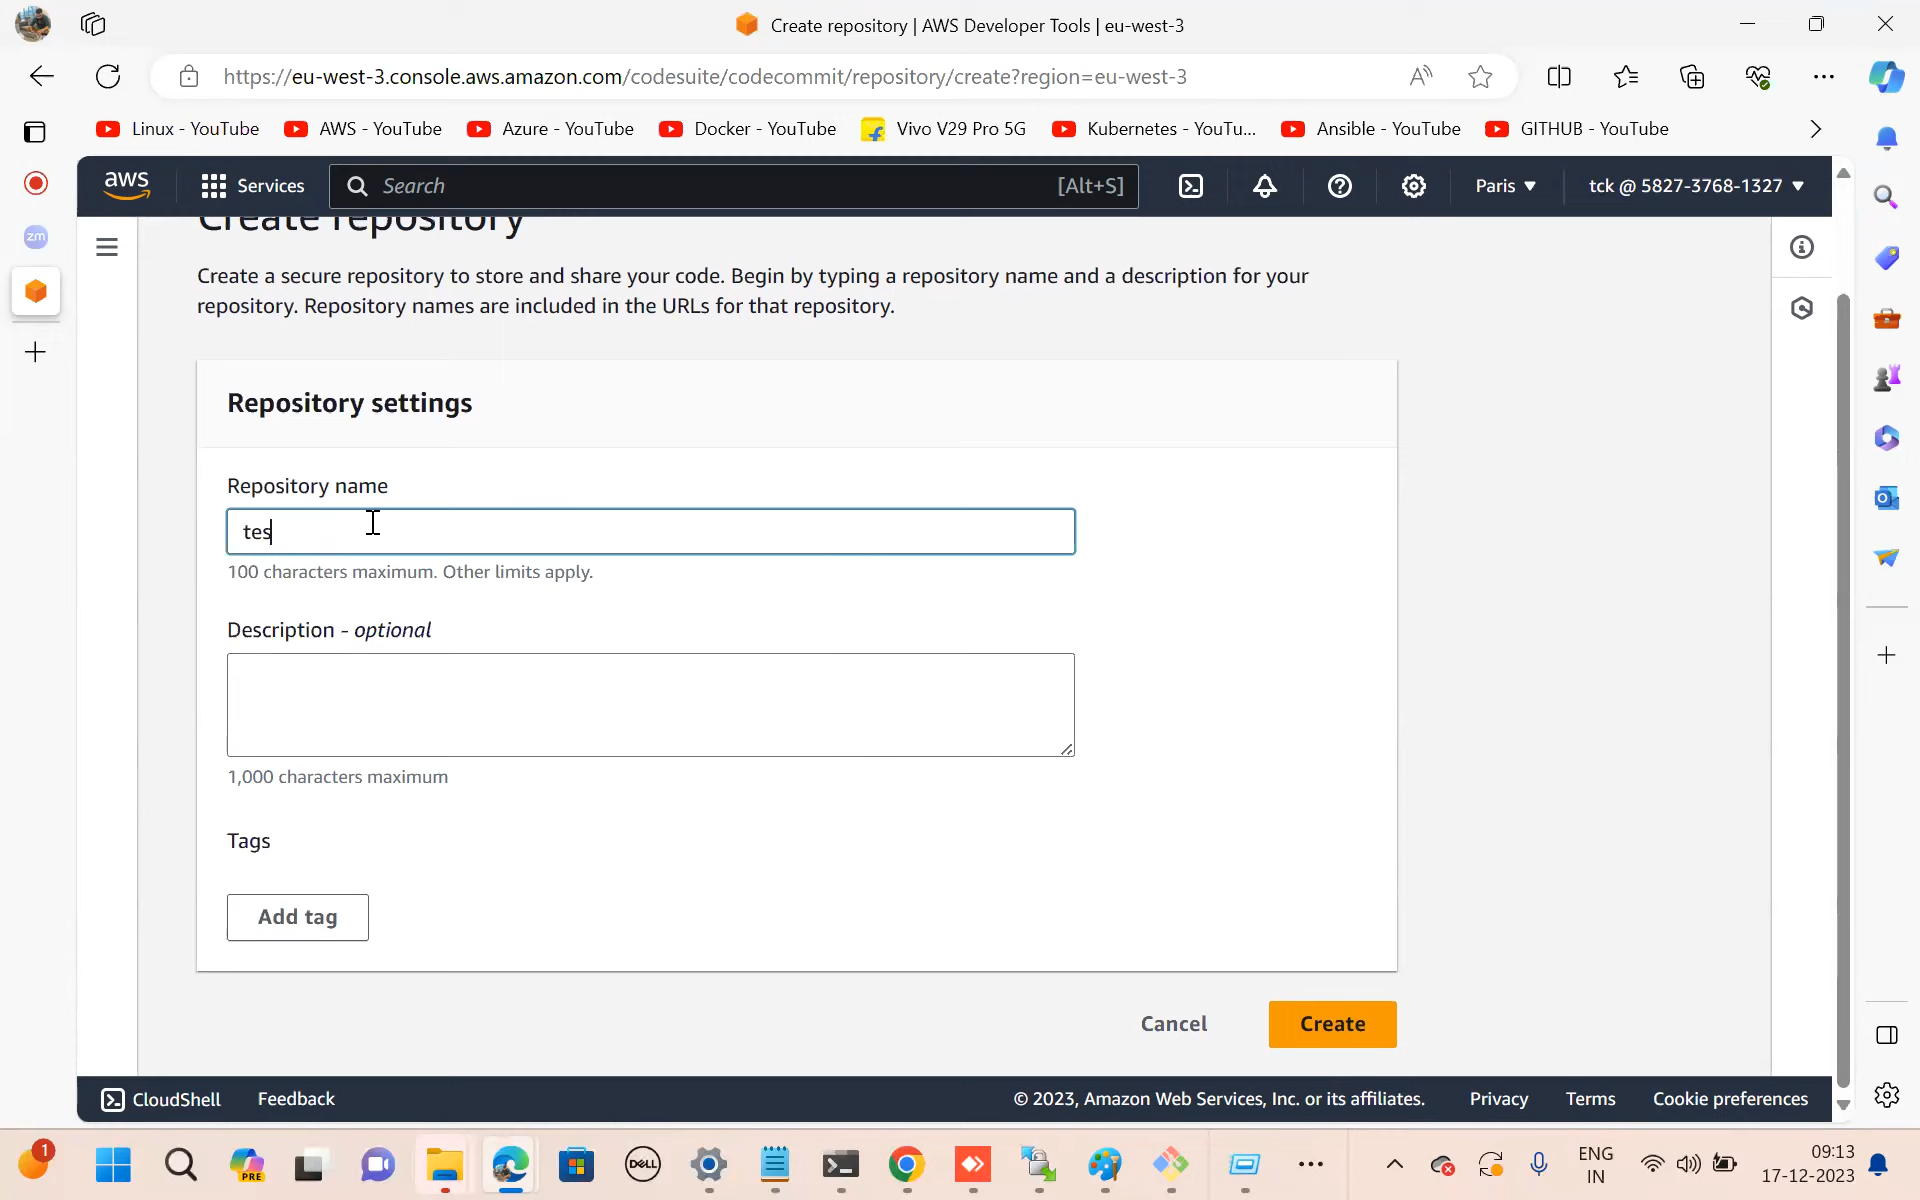 Create repository | AWS Developer Tools | eu-west-3
https://eu-west-3.console.aws.amazon.com/codesuite/codecommit/repository/create?region=eu-west-3
Linux - YouTube AWS - YouTube Azure - YouTube Docker - YouTube Vivo V29 Pro 5G Kubernetes - YouTu... Ansible - YouTube GITHUB - YouTube
aws Services Search [Alt+S] Paris tck @ 5827-3768-1327
zm
Create repository
Create a secure repository to store and share your code. Begin by typing a repository name and a description for your
repository. Repository names are included in the URLs for that repository.
Repository settings
Repository name
tes
100 characters maximum. Other limits apply.
Description - optional
1,000 characters maximum
Tags
Add tag
Cancel Create
CloudShell Feedback © 2023, Amazon Web Services, Inc. or its affiliates. Privacy Terms Cookie preferences
1 PRE DELL ENG 09:13
IN 17-12-2023